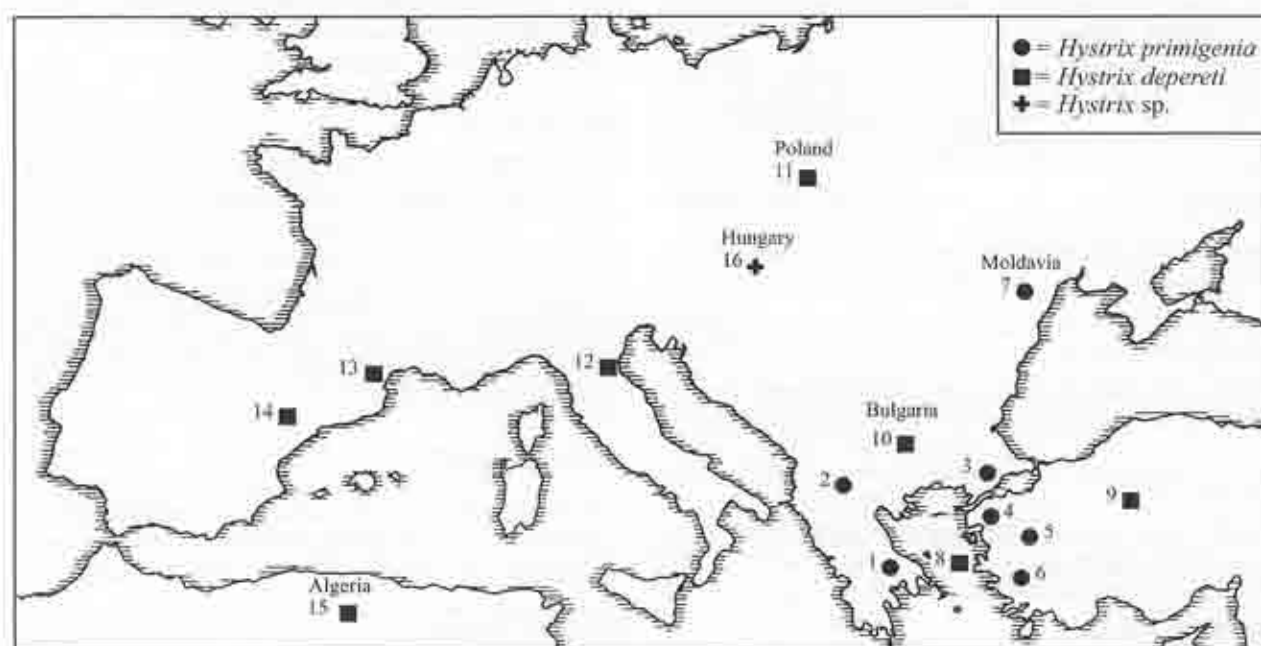 ● = Hystrix primigenia
■ = Hystrix depereti
✚ = Hystrix sp.
Poland
11
Hungary
16
Moldavia
7
13
12
14
Bulgaria
10
2
3
9
4
5
1
8
6
Algeria
15